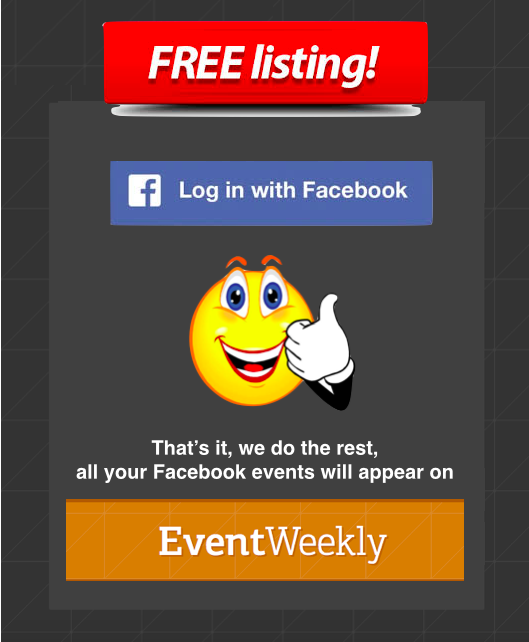 FREE listing!
Log in with Facebook
That's it, we do the rest,
all your Facebook events will appear on
EventWeekly